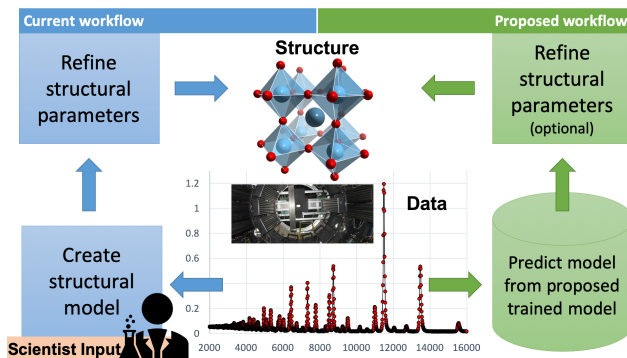 Current workflow
Proposed workflow
Refine
structural
parameters
Structure
Refine
structural
parameters
(optional)
Data
Create
structural
model
Scientist Input
Predict model
from proposed
trained model
1.2
1
0.8
0.6
0.4
0.2
0
2000 4000 6000 8000 10000 12000 14000 16000